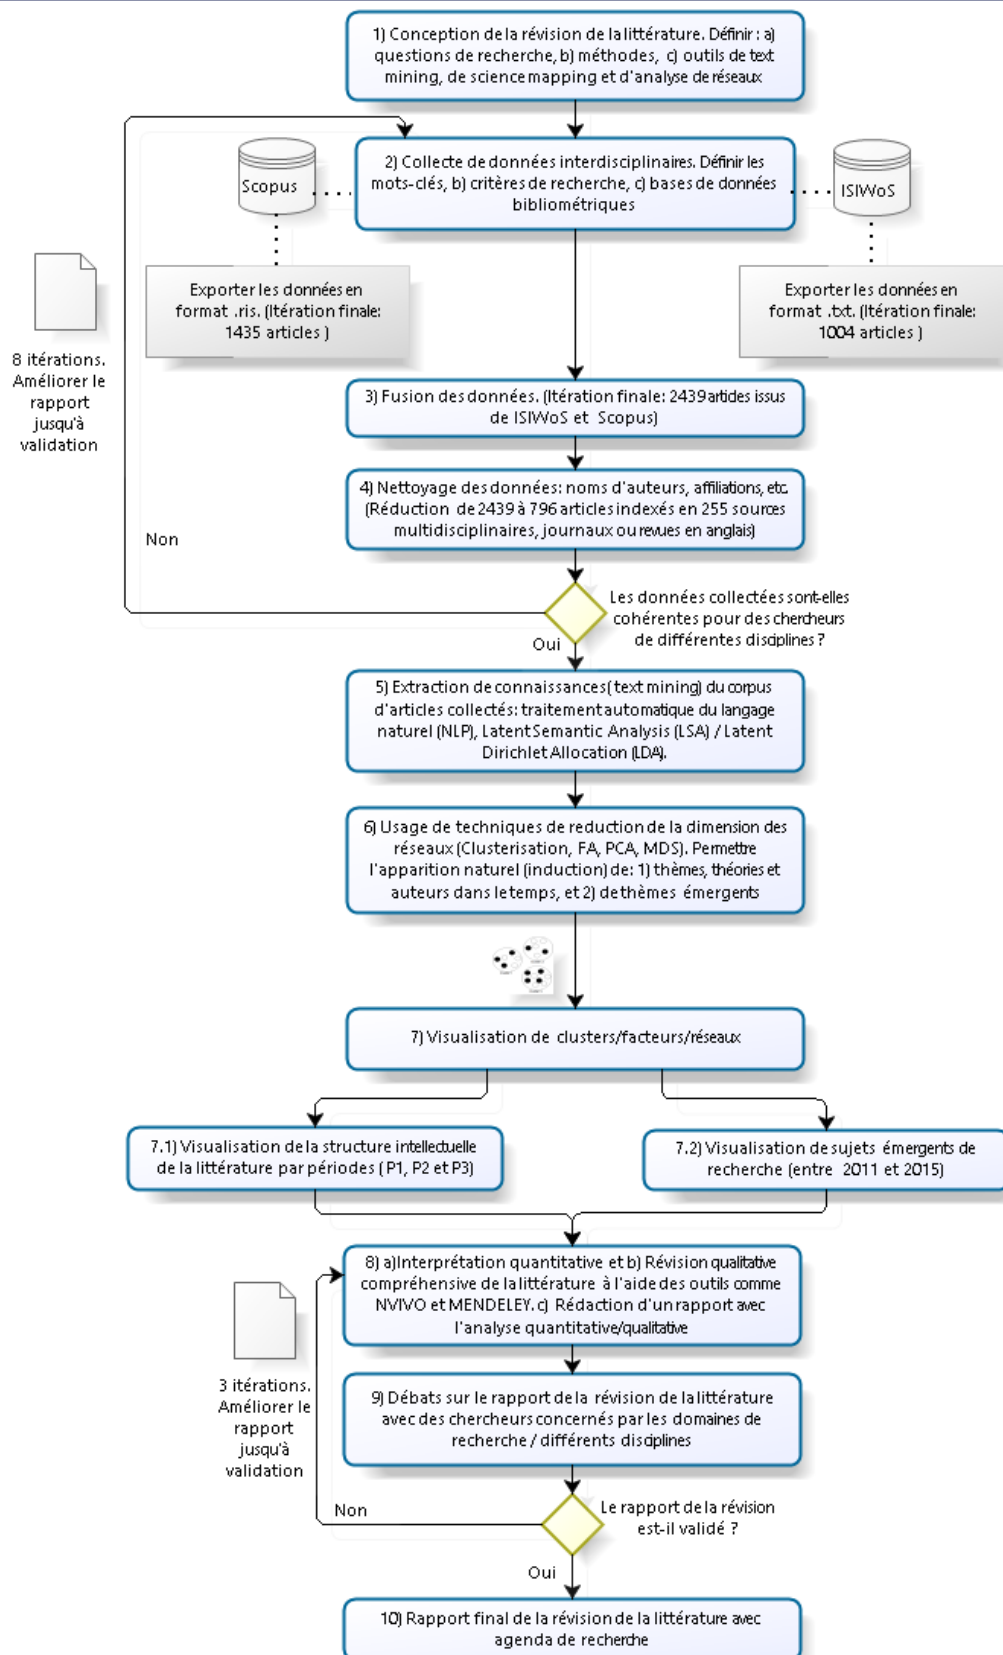 1) Conception de la révision de la littérature. Définir : a)
questions de recherche, b) méthodes, c) outils de text
mining, de science mapping et d'analyse de réseaux
2) Collecte de données interdisciplinaires. Définir les
mots-clés, b) critères de recherche, c) bases de données
bibliométriques
Scopus
ISIWoS
Exporter les données en
format .ris. (Itération finale:
1435 articles )
Exporter les données en
format .txt. (Itération finale:
1004 articles )
8 itérations.
Améliorer le
rapport
jusqu'à
validation
3) Fusion des données. (Itération finale: 2439 articles issus
de ISIWoS et Scopus)
4) Nettoyage des données: noms d'auteurs, affiliations, etc.
(Réduction de 2439 à 796 articles indexés en 255 sources
multidisciplinaires, journaux ou revues en anglais)
Non
Les données collectées sont-elles
cohérentes pour des chercheurs
de différentes disciplines ?
Oui
5) Extraction de connaissances (text mining) du corpus
d'articles collectés: traitement automatique du langage
naturel (NLP), Latent Semantic Analysis (LSA) / Latent
Dirichlet Allocation (LDA).
6) Usage de techniques de reduction de la dimension des
réseaux (Clusterisation, FA, PCA, MDS). Permettre
l'apparition naturel (induction) de: 1) thèmes, théories et
auteurs dans le temps, et 2) de thèmes émergents
7) Visualisation de clusters/facteurs/réseaux
7.1) Visualisation de la structure intellectuelle
de la littérature par périodes ( P1, P2 et P3)
7.2) Visualisation de sujets émergents de
recherche (entre 2011 et 2015)
8) a)Interprétation quantitative et b) Révision qualitative
compréhensive de la littérature à l'aide des outils comme
NVIVO et MENDELEY. c) Rédaction d'un rapport avec
l'analyse quantitative/qualitative
3 itérations.
Améliorer le
rapport
jusqu'à
validation
9) Débats sur le rapport de la révision de la littérature
avec des chercheurs concernés par les domaines de
recherche / différents disciplines
Non
Le rapport de la révision
est-il validé ?
Oui
10) Rapport final de la révision de la littérature avec
agenda de recherche